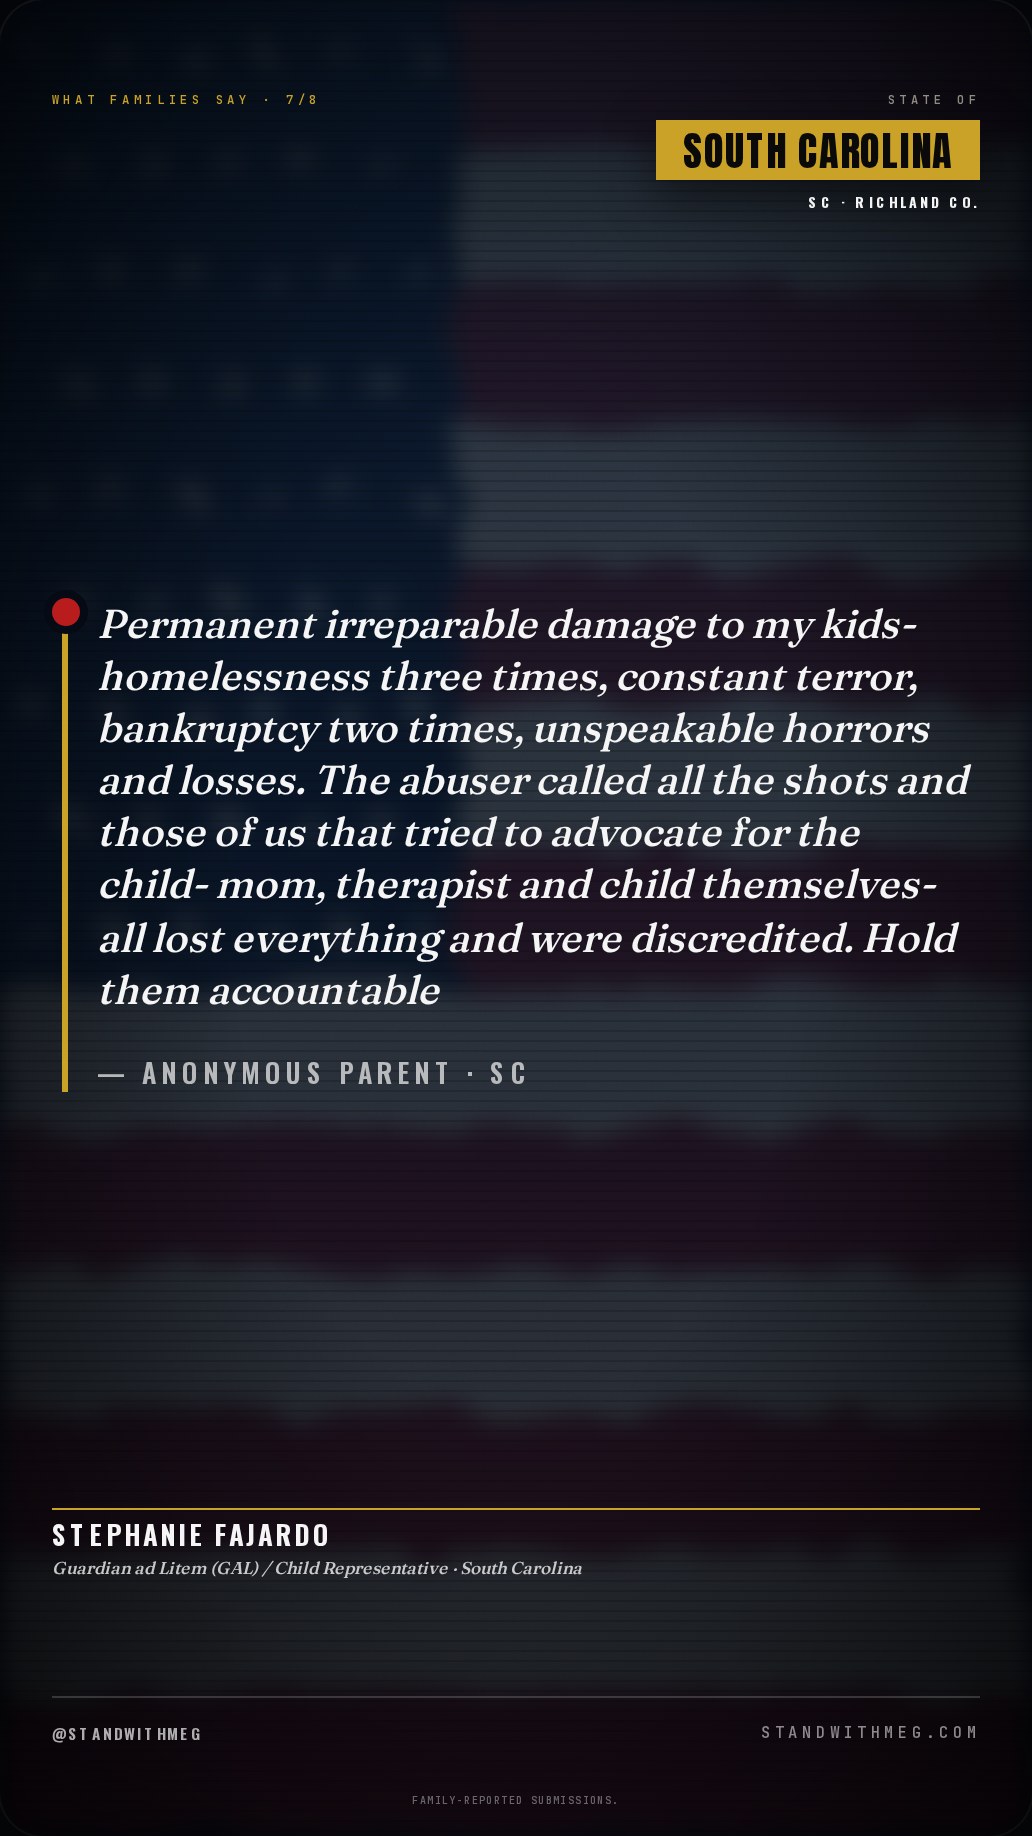 WHAT FAMILIES SAY · 7/8
STATE OF
SOUTH CAROLINA
SC · RICHLAND CO.
Permanent irreparable damage to my kids-
homelessness three times, constant terror,
bankruptcy two times, unspeakable horrors
and losses. The abuser called all the shots and
those of us that tried to advocate for the
child- mom, therapist and child themselves-
all lost everything and were discredited. Hold
them accountable
— ANONYMOUS PARENT · SC
STEPHANIE FAJARDO
Guardian ad Litem (GAL) / Child Representative · South Carolina
@STANDWITHMEG
STANDWITHMEG.COM
FAMILY-REPORTED SUBMISSIONS.